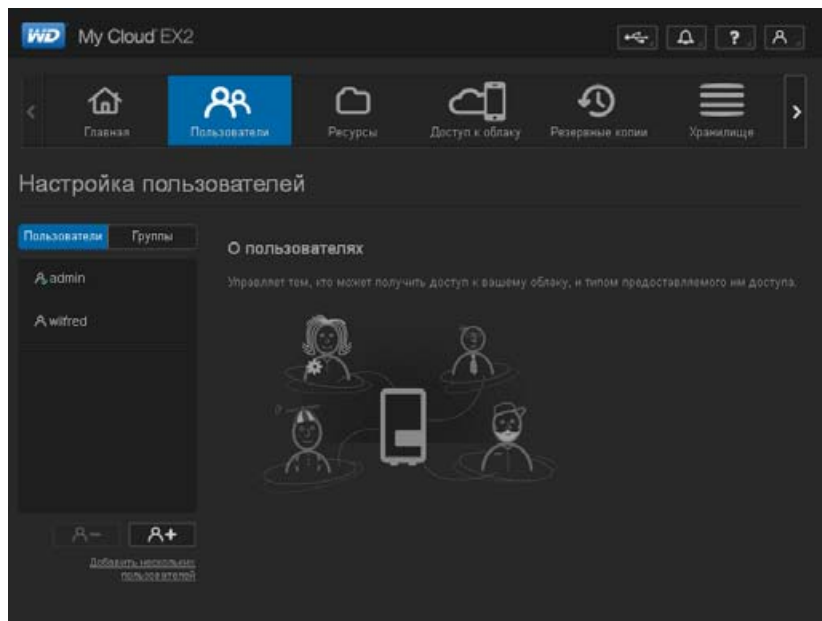 WD My Cloud EX2
?
Главная
Пользователи
Ресурсы
Доступ к облаку
Резервные копии
Хранилище
Настройка пользователей
Пользователи Группы
admin
wilfred
О пользователях
Управляет тем, кто может получить доступ к вашему облаку, и типом предоставляемого им доступа.
Добавить нескольких
пользователей